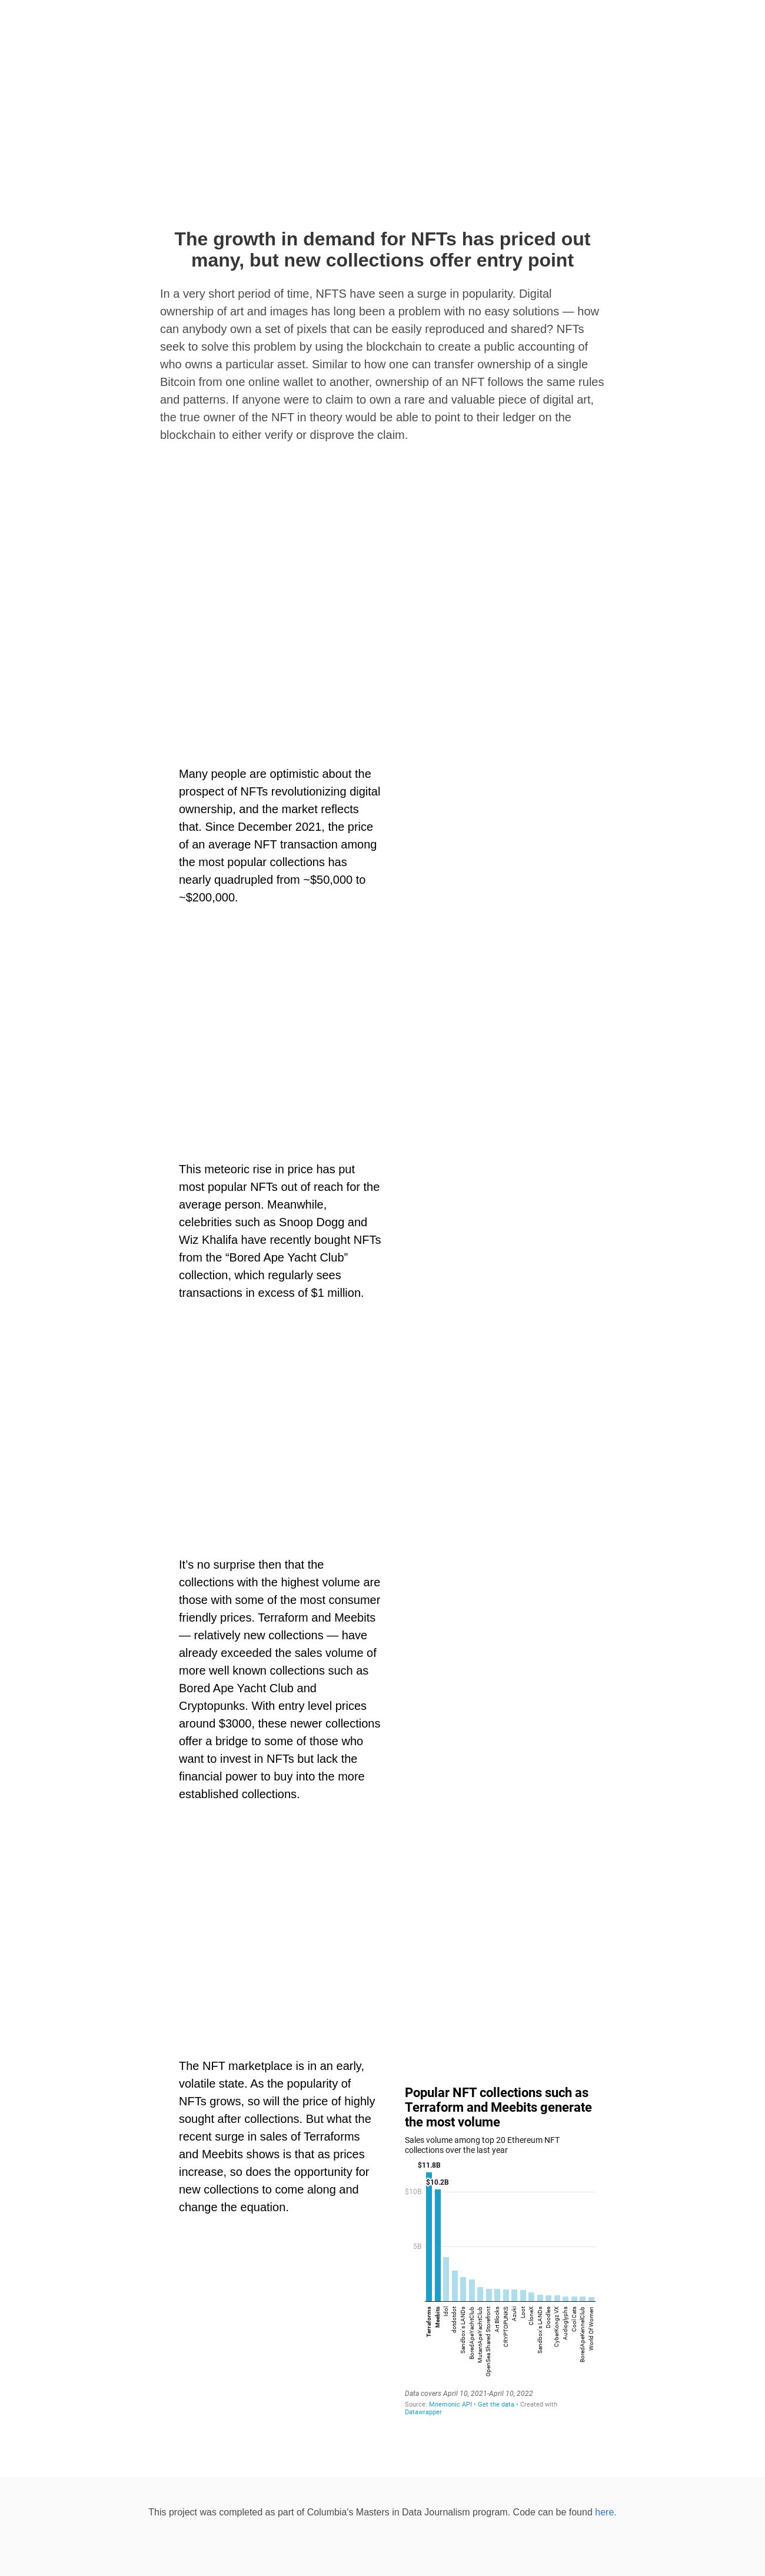 The growth in demand for NFTs has priced out
many, but new collections offer entry point
In a very short period of time, NFTS have seen a surge in popularity. Digital
ownership of art and images has long been a problem with no easy solutions — how
can anybody own a set of pixels that can be easily reproduced and shared? NFTs
seek to solve this problem by using the blockchain to create a public accounting of
who owns a particular asset. Similar to how one can transfer ownership of a single
Bitcoin from one online wallet to another, ownership of an NFT follows the same rules
and patterns. If anyone were to claim to own a rare and valuable piece of digital art,
the true owner of the NFT in theory would be able to point to their ledger on the
blockchain to either verify or disprove the claim.
Many people are optimistic about the
prospect of NFTs revolutionizing digital
ownership, and the market reflects
that. Since December 2021, the price
of an average NFT transaction among
the most popular collections has
nearly quadrupled from ~$50,000 to
~$200,000.
This meteoric rise in price has put
most popular NFTs out of reach for the
average person. Meanwhile,
celebrities such as Snoop Dogg and
Wiz Khalifa have recently bought NFTs
from the “Bored Ape Yacht Club”
collection, which regularly sees
transactions in excess of $1 million.
It’s no surprise then that the
collections with the highest volume are
those with some of the most consumer
friendly prices. Terraform and Meebits
— relatively new collections — have
already exceeded the sales volume of
more well known collections such as
Bored Ape Yacht Club and
Cryptopunks. With entry level prices
around $3000, these newer collections
offer a bridge to some of those who
want to invest in NFTs but lack the
financial power to buy into the more
established collections.
The NFT marketplace is in an early,
volatile state. As the popularity of
NFTs grows, so will the price of highly
sought after collections. But what the
recent surge in sales of Terraforms
and Meebits shows is that as prices
increase, so does the opportunity for
new collections to come along and
change the equation.
Popular NFT collections such as
Terraform and Meebits generate
the most volume
Sales volume among top 20 Ethereum NFT
collections over the last year
$11.8B
$10.2B
$10B
5B
Terraforms
Meebits
Idol
dotdotdot
Sandbox's LANDs
BoredApeYachtClub
MutantApeYachtClub
OpenSea Shared Storefront
Art Blocks
CRYPTOPUNKS
Azuki
Loot
CloneX
Sandbox's LANDs
Doodles
CyberKongz VX
Audioglyphs
Cool Cats
BoredApeKennelClub
World Of Women
Data covers April 10, 2021-April 10, 2022
Source: Mnemonic API • Get the data • Created with
Datawrapper
This project was completed as part of Columbia's Masters in Data Journalism program. Code can be found here.